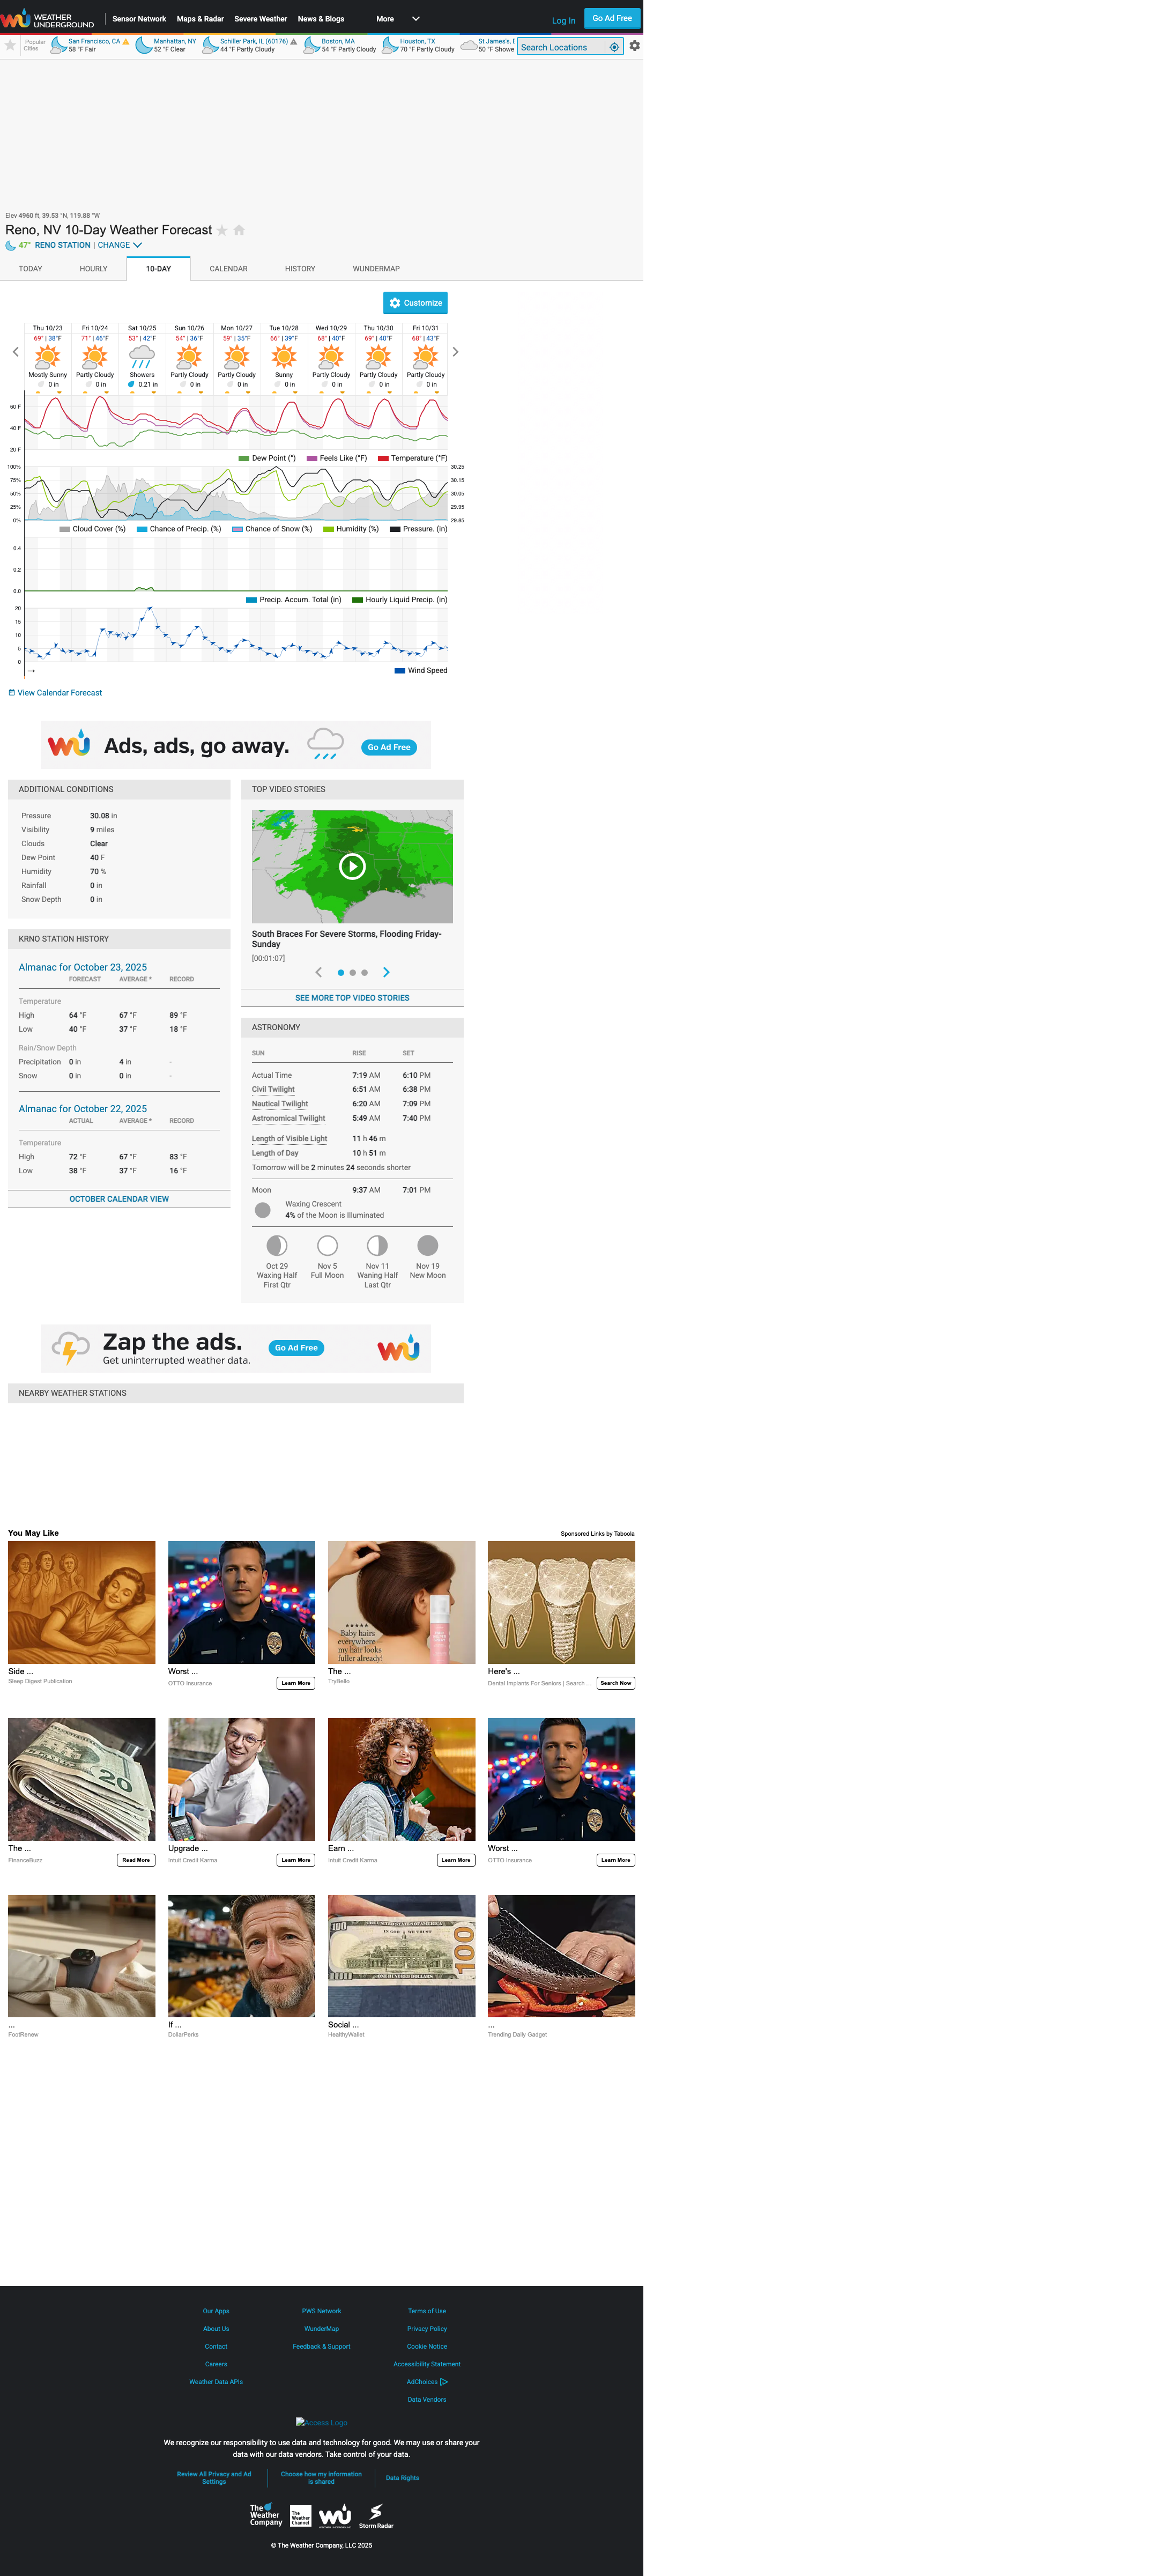 WEATHER
UNDERGROUND
Sensor Network Maps & Radar Severe Weather News & Blogs More
Log In Go Ad Free
Popular
Cities
San Francisco, CA
58 °F Fair
Manhattan, NY
52 °F Clear
Schiller Park, IL (60176)
44 °F Partly Cloudy
Boston, MA
54 °F Partly Cloudy
Houston, TX
70 °F Partly Cloudy
St James's, E
50 °F Showe
Search Locations
Elev 4960 ft, 39.53 °N, 119.88 °W
Reno, NV 10-Day Weather Forecast
47° RENO STATION | CHANGE
TODAY HOURLY 10-DAY CALENDAR HISTORY WUNDERMAP
Customize
Thu 10/23 Fri 10/24 Sat 10/25 Sun 10/26 Mon 10/27 Tue 10/28 Wed 10/29 Thu 10/30 Fri 10/31
69° | 38°F 71° | 46°F 53° | 42°F 54° | 36°F 59° | 35°F 66° | 39°F 68° | 40°F 69° | 40°F 68° | 43°F
Mostly Sunny Partly Cloudy Showers Partly Cloudy Partly Cloudy Sunny Partly Cloudy Partly Cloudy Partly Cloudy
0 in 0 in 0.21 in 0 in 0 in 0 in 0 in 0 in 0 in
60 F
40 F
20 F
Dew Point (°) Feels Like (°F) Temperature (°F)
100% 30.25
75% 30.15
50% 30.05
25% 29.95
0% 29.85
Cloud Cover (%) Chance of Precip. (%) Chance of Snow (%) Humidity (%) Pressure. (in)
0.4
0.2
0.0
Precip. Accum. Total (in) Hourly Liquid Precip. (in)
20
15
10
5
0
Wind Speed
View Calendar Forecast
Ads, ads, go away. Go Ad Free
ADDITIONAL CONDITIONS
Pressure 30.08 in
Visibility 9 miles
Clouds Clear
Dew Point 40 F
Humidity 70 %
Rainfall 0 in
Snow Depth 0 in
KRNO STATION HISTORY
Almanac for October 23, 2025
FORECAST AVERAGE * RECORD
Temperature
High 64 °F 67 °F 89 °F
Low 40 °F 37 °F 18 °F
Rain/Snow Depth
Precipitation 0 in 4 in -
Snow 0 in 0 in -
Almanac for October 22, 2025
ACTUAL AVERAGE * RECORD
Temperature
High 72 °F 67 °F 83 °F
Low 38 °F 37 °F 16 °F
OCTOBER CALENDAR VIEW
TOP VIDEO STORIES
South Braces For Severe Storms, Flooding Friday-
Sunday
[00:01:07]
SEE MORE TOP VIDEO STORIES
ASTRONOMY
SUN RISE SET
Actual Time 7:19 AM 6:10 PM
Civil Twilight 6:51 AM 6:38 PM
Nautical Twilight 6:20 AM 7:09 PM
Astronomical Twilight 5:49 AM 7:40 PM
Length of Visible Light 11 h 46 m
Length of Day 10 h 51 m
Tomorrow will be 2 minutes 24 seconds shorter
Moon 9:37 AM 7:01 PM
Waxing Crescent
4% of the Moon is Illuminated
Oct 29 Nov 5 Nov 11 Nov 19
Waxing Half Full Moon Waning Half New Moon
First Qtr Last Qtr
Zap the ads.
Get uninterrupted weather data.
Go Ad Free
NEARBY WEATHER STATIONS
You May Like
Sponsored Links by Taboola
Baby hairs
everywhere —
my hair looks
fuller already!
Side ...
Sleep Digest Publication
Worst ...
OTTO Insurance Learn More
The ...
TryBello
Here's ...
Dental Implants For Seniors | Search ... Search Now
20
The ...
FinanceBuzz Read More
Upgrade ...
Intuit Credit Karma Learn More
Earn ...
Intuit Credit Karma Learn More
Worst ...
OTTO Insurance Learn More
THE UNITED STATES OF AMERICA
100
IN GOD WE TRUST
100
100
ONE HUNDRED DOLLARS
...
FootRenew
If ...
DollarPerks
Social ...
HealthyWallet
...
Trending Daily Gadget
Our Apps
About Us
Contact
Careers
Weather Data APIs
PWS Network
WunderMap
Feedback & Support
Terms of Use
Privacy Policy
Cookie Notice
Accessibility Statement
AdChoices
Data Vendors
Access Logo
We recognize our responsibility to use data and technology for good. We may use or share your
data with our data vendors. Take control of your data.
Review All Privacy and Ad
Settings
Choose how my information
is shared
Data Rights
The
Weather
Company
The
Weather
Channel
Storm Radar
© The Weather Company, LLC 2025